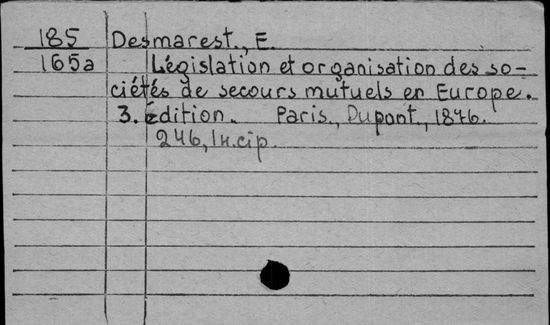 185 Desmarest., E.
165a Législation et organisation des so-
ciétés de secours mutuels en Europe.
3. édition. Paris., Dupont., 1876.
246, 1н.cip.